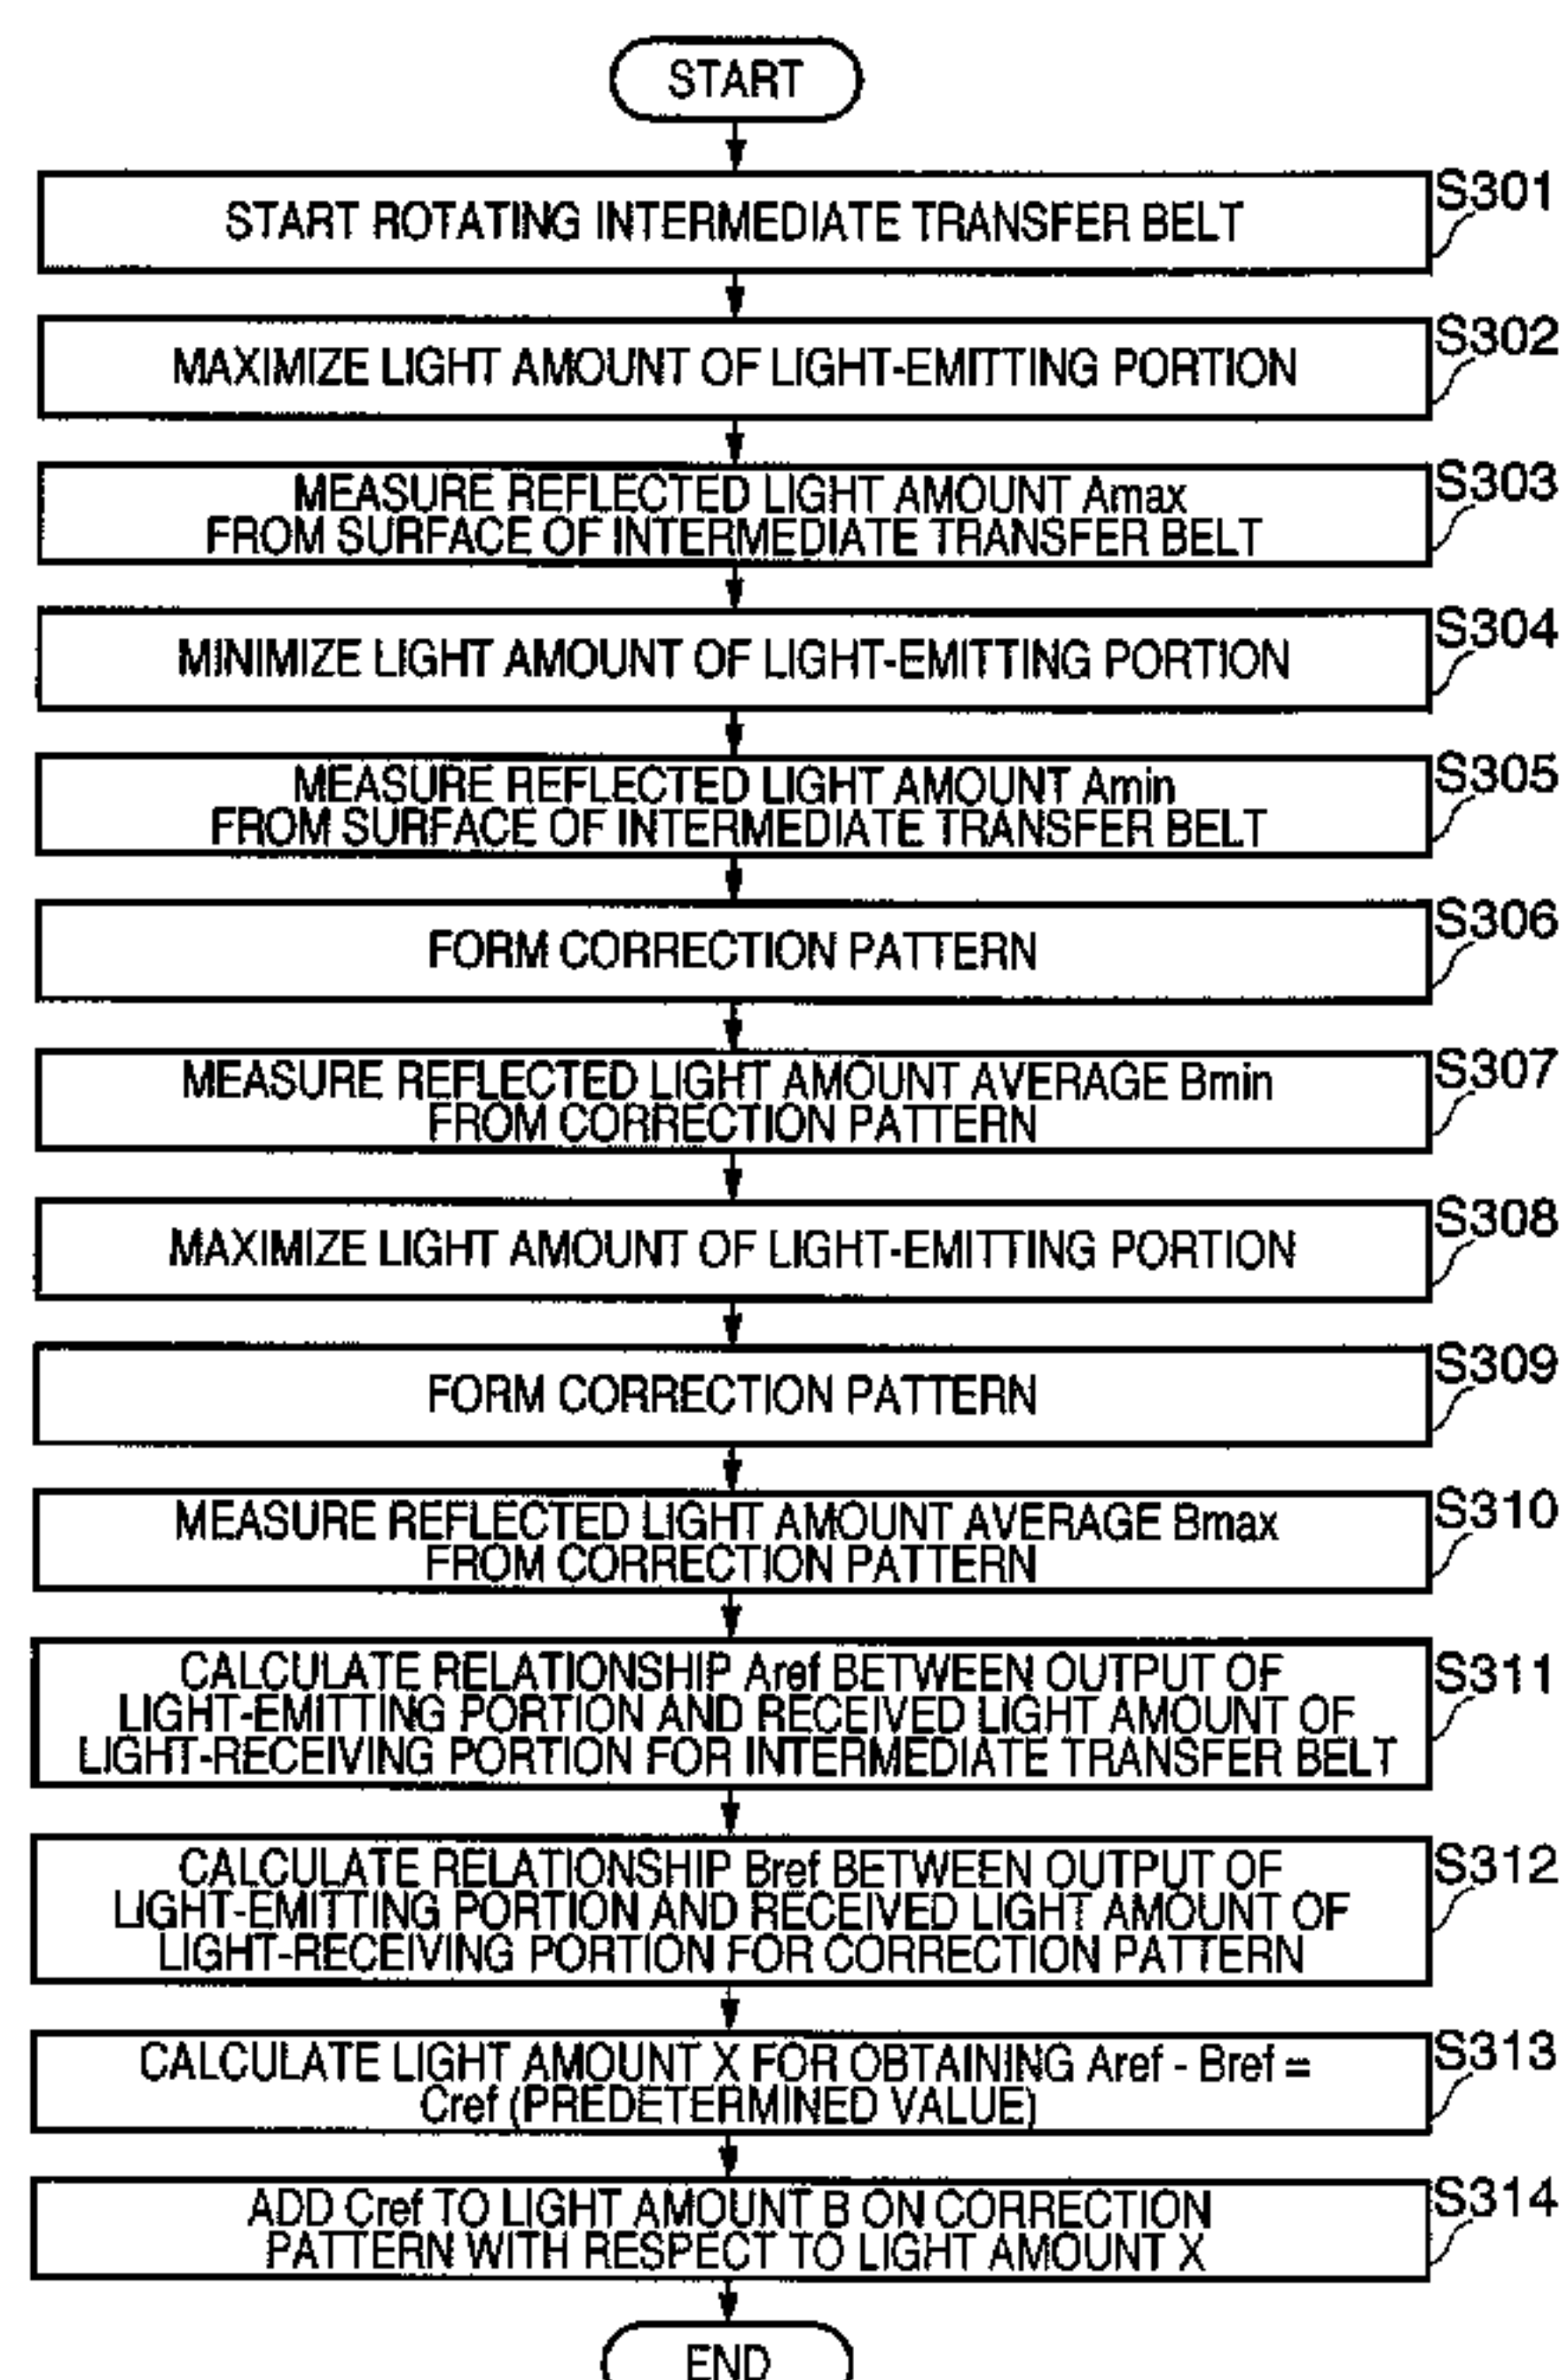 START
START ROTATING INTERMEDIATE TRANSFER BELT
S301
MAXIMIZE LIGHT AMOUNT OF LIGHT-EMITTING PORTION
S302
MEASURE REFLECTED LIGHT AMOUNT Amax
FROM SURFACE OF INTERMEDIATE TRANSFER BELT
S303
MINIMIZE LIGHT AMOUNT OF LIGHT-EMITTING PORTION
S304
MEASURE REFLECTED LIGHT AMOUNT Amin
FROM SURFACE OF INTERMEDIATE TRANSFER BELT
S305
FORM CORRECTION PATTERN
S306
MEASURE REFLECTED LIGHT AMOUNT AVERAGE Bmin
FROM CORRECTION PATTERN
S307
MAXIMIZE LIGHT AMOUNT OF LIGHT-EMITTING PORTION
S308
FORM CORRECTION PATTERN
S309
MEASURE REFLECTED LIGHT AMOUNT AVERAGE Bmax
FROM CORRECTION PATTERN
S310
CALCULATE RELATIONSHIP Aref BETWEEN OUTPUT OF
LIGHT-EMITTING PORTION AND RECEIVED LIGHT AMOUNT OF
LIGHT-RECEIVING PORTION FOR INTERMEDIATE TRANSFER BELT
S311
CALCULATE RELATIONSHIP Bref BETWEEN OUTPUT OF
LIGHT-EMITTING PORTION AND RECEIVED LIGHT AMOUNT OF
LIGHT-RECEIVING PORTION FOR CORRECTION PATTERN
S312
CALCULATE LIGHT AMOUNT X FOR OBTAINING Aref - Bref =
Cref (PREDETERMINED VALUE)
S313
ADD Cref TO LIGHT AMOUNT B ON CORRECTION
PATTERN WITH RESPECT TO LIGHT AMOUNT X
S314
END